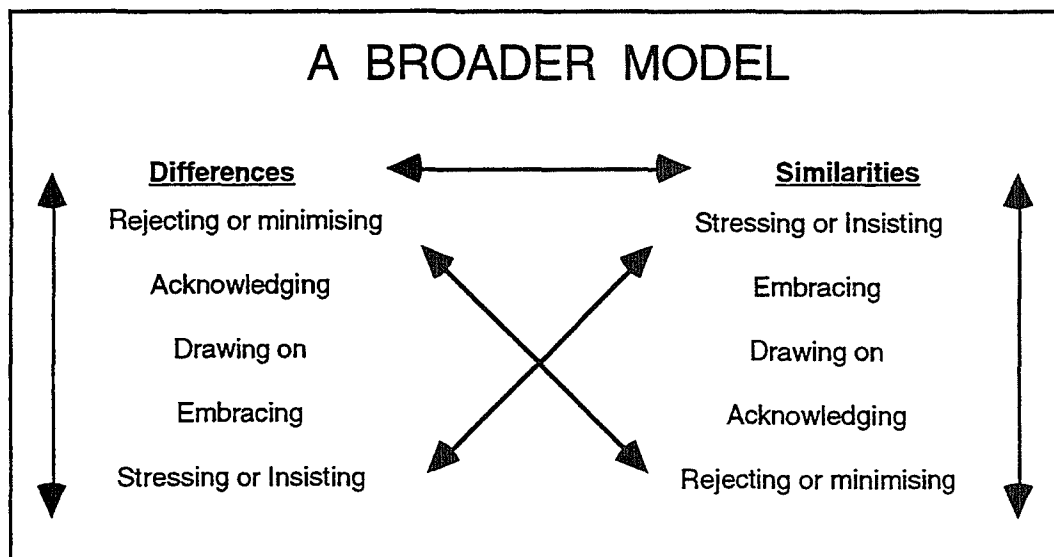 A BROADER MODEL
Differences
Rejecting or minimising
Acknowledging
Drawing on
Embracing
Stressing or Insisting
Similarities
Stressing or Insisting
Embracing
Drawing on
Acknowledging
Rejecting or minimising